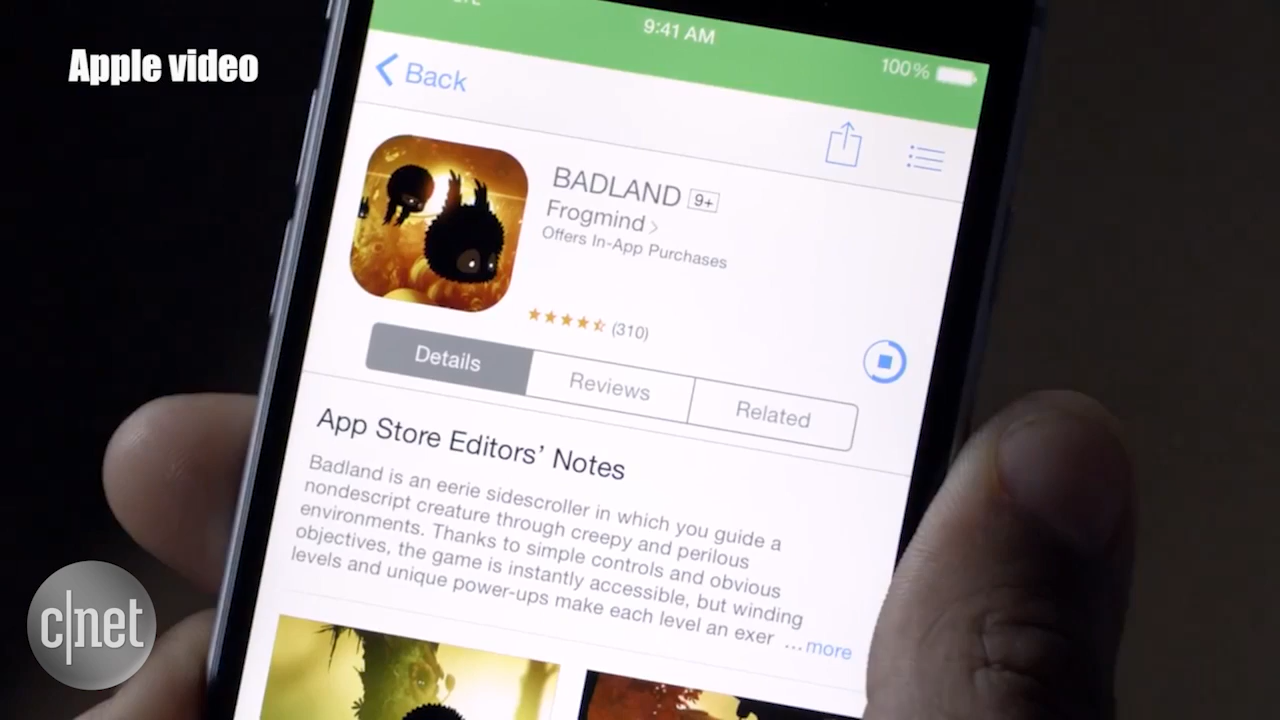 Apple video
9:41 AM
100%
Back
BADLAND 9+
Frogmind
Offers In-App Purchases
(310)
Details
Reviews
Related
App Store Editors’ Notes
Badland is an eerie sidescroller in which you guide a
nondescript creature through creepy and perilous
environments. Thanks to simple controls and obvious
objectives, the game is instantly accessible, but winding
levels and unique power-ups make each level an exer ...more
c|net